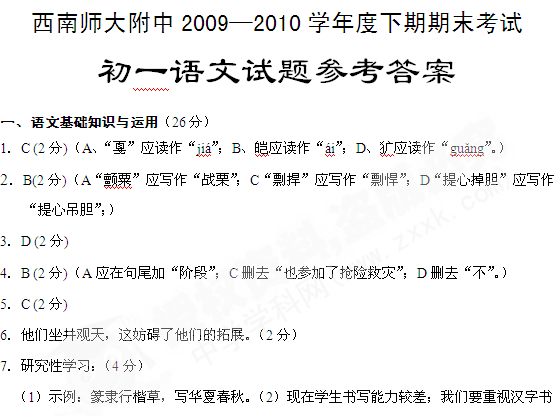 西南师大附中 2009—2010 学年度下期期末考试
初一语文试题参考答案
一、语文基础知识与运用（26 分）
1．C (2 分)（A、“戛”应读作“jiá”；B、皑应读作“ái”；D、犷应读作“guǎng”。）
2．B(2 分)（A“颤粟”应写作“战栗”；C“剽捍”应写作“剽悍”；D“提心掉胆”应写作
“提心吊胆”；）
3．D (2 分)
4．B (2 分)（A 应在句尾加“阶段”；C 删去“也参加了抢险救灾”；D 删去“不”。）
5．C (2 分)
6．他们坐井观天，这妨碍了他们的拓展。（2 分）
7．研究性学习：（4 分）
（1）示例：篆隶行楷草，写华夏春秋。（2）现在学生书写能力较差；我们要重视汉字书